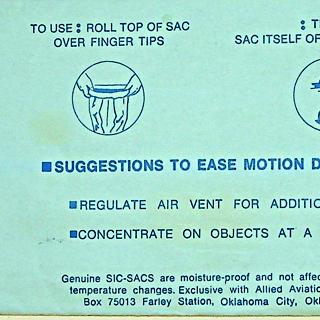 TO USE : ROLL TOP OF SAC
OVER FINGER TIPS
: T
SAC ITSELF OF
SUGGESTIONS TO EASE MOTION D
REGULATE AIR VENT FOR ADDITIO
CONCENTRATE ON OBJECTS AT A
Genuine SIC-SACS are moisture-proof and not affec
temperature changes. Exclusive with Allied Aviatio
Box 75013 Farley Station, Oklahoma City, Okl